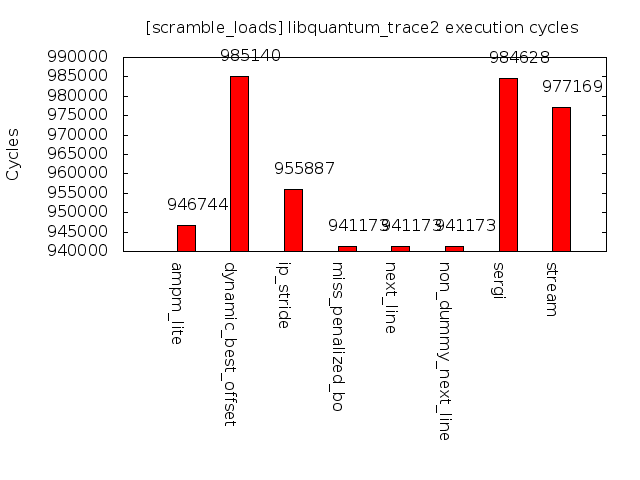 [scramble_loads] libquantum_trace2 execution cycles
Cycles
990000
985000
980000
975000
970000
965000
960000
955000
950000
945000
940000
946744
985140
955887
941173
941173
941173
984628
977169
ampm_lite
dynamic_best_offset
ip_stride
miss_penalized_bo
next_line
non_dummy_next_line
sergi
stream